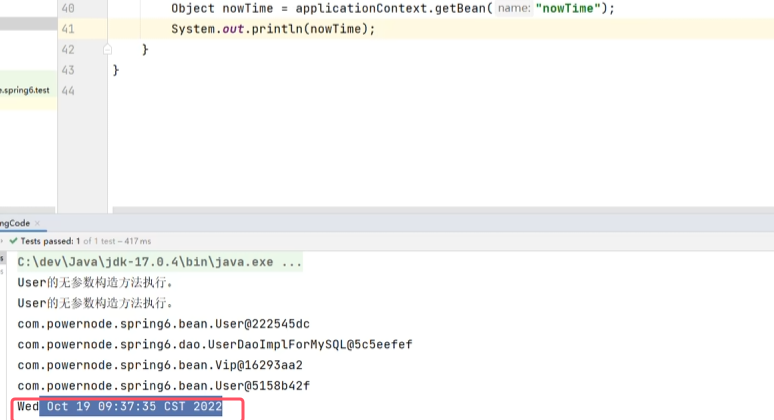 40 Object nowTime = applicationContext.getBean( name: "nowTime");
41 System.out.println(nowTime);
42 }
43 }
.spring6.test 44
ngCode ×
Tests passed: 1 of 1 test – 417 ms
C:\dev\Java\jdk-17.0.4\bin\java.exe ...
User的无参数构造方法执行。
User的无参数构造方法执行。
com.powernode.spring6.bean.User@222545dc
com.powernode.spring6.dao.UserDaoImplForMySQL@5c5eefef
com.powernode.spring6.bean.Vip@16293aa2
com.powernode.spring6.bean.User@5158b42f
Wed Oct 19 09:37:35 CST 2022